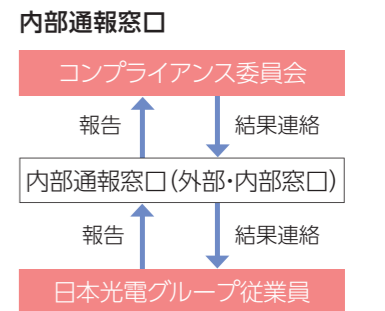 内部通報窓口
コンプライアンス委員会
報告 結果連絡
内部通報窓口（外部・内部窓口）
報告 結果連絡
日本光電グループ従業員